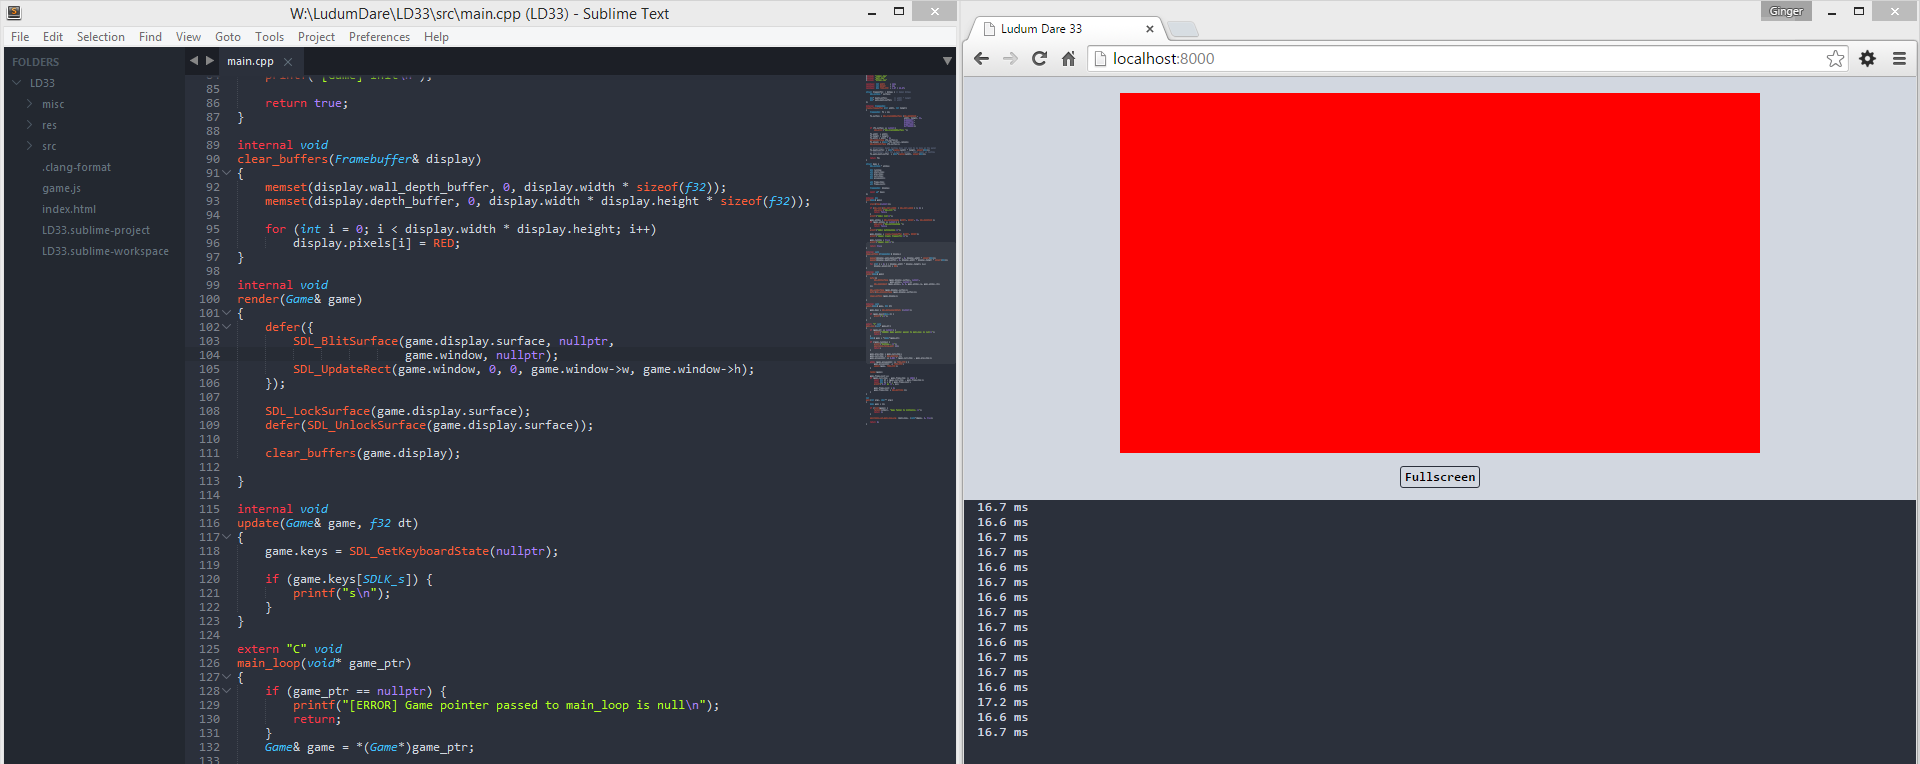 W:\LudumDare\LD33\src\main.cpp (LD33) - Sublime Text
File Edit Selection Find View Goto Tools Project Preferences Help
FOLDERS
LD33
misc
res
src
.clang-format
game.js
index.html
LD33.sublime-project
LD33.sublime-workspace
main.cpp
84 printf("[Game] Init\n");
85
86 return true;
87 }
88
89 internal void
90 clear_buffers(Framebuffer& display)
91 {
92 memset(display.wall_depth_buffer, 0, display.width * sizeof(f32));
93 memset(display.depth_buffer, 0, display.width * display.height * sizeof(f32));
94
95 for (int i = 0; i < display.width * display.height; i++)
96 display.pixels[i] = RED;
97 }
98
99 internal void
100 render(Game& game)
101 {
102 defer({
103 SDL_BlitSurface(game.display.surface, nullptr,
104 game.window, nullptr);
105 SDL_UpdateRect(game.window, 0, 0, game.window->w, game.window->h);
106 });
107
108 SDL_LockSurface(game.display.surface);
109 defer(SDL_UnlockSurface(game.display.surface));
110
111 clear_buffers(game.display);
112
113 }
114
115 internal void
116 update(Game& game, f32 dt)
117 {
118 game.keys = SDL_GetKeyboardState(nullptr);
119
120 if (game.keys[SDLK_s]) {
121 printf("s\n");
122 }
123 }
124
125 extern "C" void
126 main_loop(void* game_ptr)
127 {
128 if (game_ptr == nullptr) {
129 printf("[ERROR] Game pointer passed to main_loop is null\n");
130 return;
131 }
132 Game& game = *(Game*)game_ptr;
133
Ginger
Ludum Dare 33
localhost:8000
Fullscreen
16.7 ms
16.6 ms
16.7 ms
16.7 ms
16.6 ms
16.7 ms
16.6 ms
16.7 ms
16.7 ms
16.6 ms
16.7 ms
16.7 ms
16.6 ms
17.2 ms
16.6 ms
16.7 ms